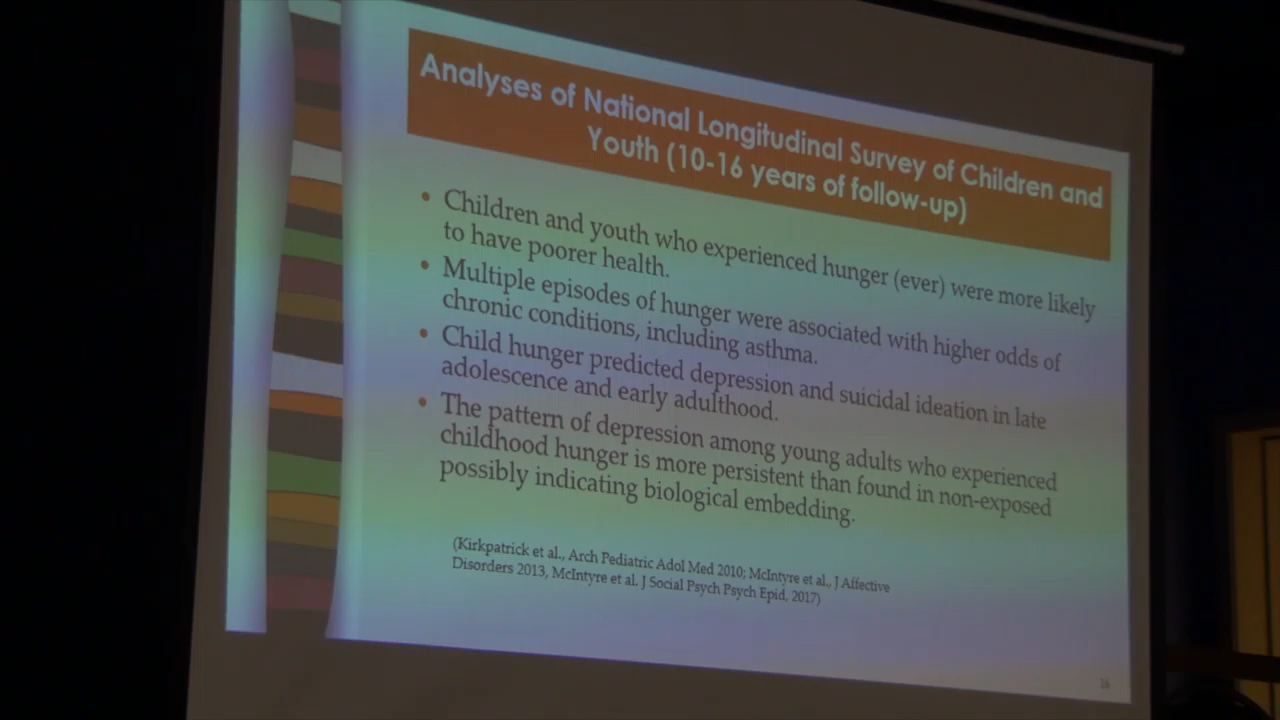 Analyses of National Longitudinal Survey of Children and
Youth (10-16 years of follow-up)
• Children and youth who experienced hunger (ever) were more likely
to have poorer health.
• Multiple episodes of hunger were associated with higher odds of
chronic conditions, including asthma.
• Child hunger predicted depression and suicidal ideation in late
adolescence and early adulthood.
• The pattern of depression among young adults who experienced
childhood hunger is more persistent than found in non-exposed
possibly indicating biological embedding.
(Kirkpatrick et al., Arch Pediatric Adol Med 2010; McIntyre et al., J Affective
Disorders 2013, McIntyre et al. J Social Psych Psych Epid, 2017)